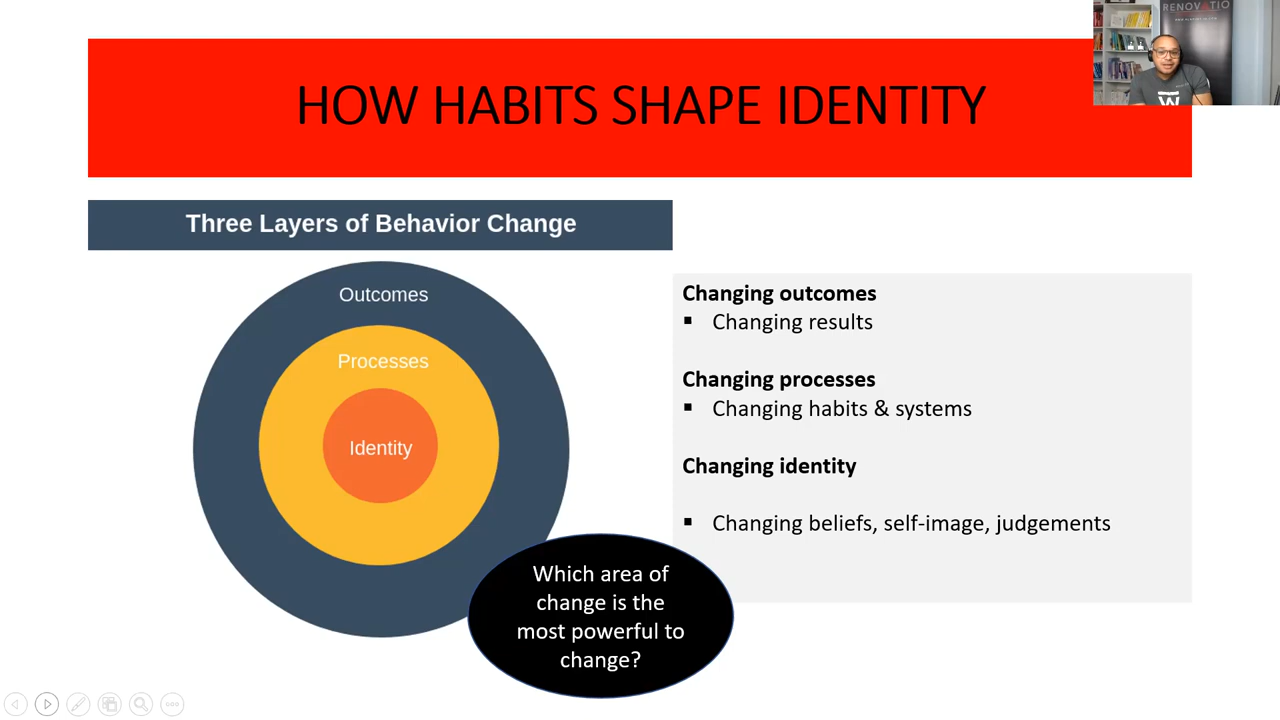 RENOVATIO
HOW HABITS SHAPE IDENTITY
Three Layers of Behavior Change
Outcomes
Processes
Identity
Changing outcomes
▪ Changing results
Changing processes
▪ Changing habits & systems
Changing identity
▪ Changing beliefs, self-image, judgements
Which area of
change is the
most powerful to
change?